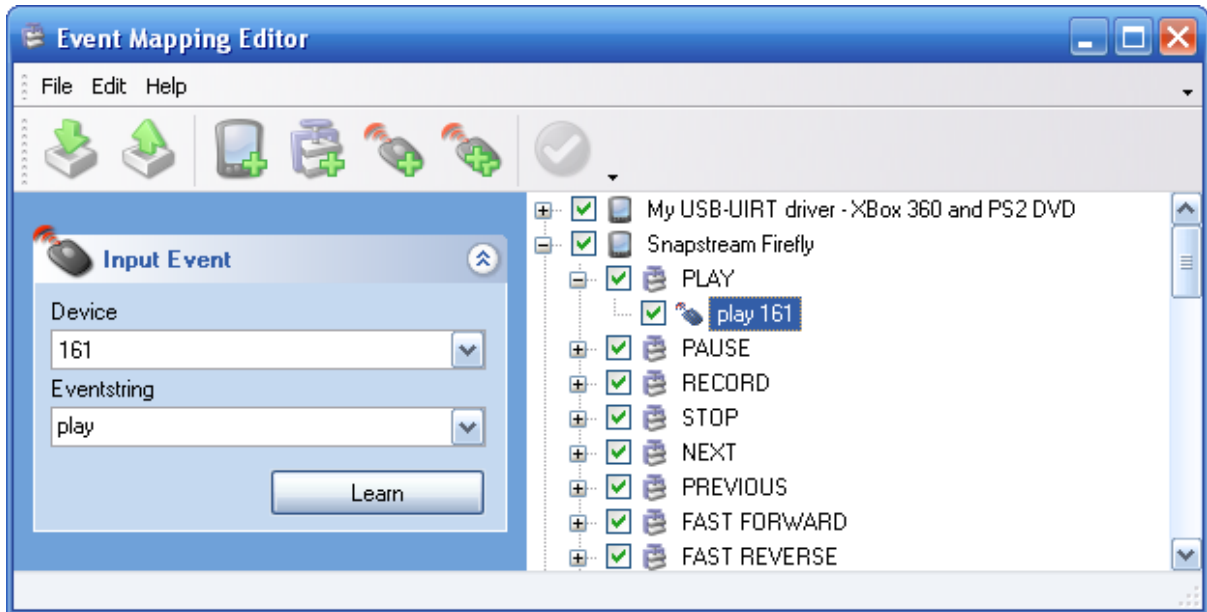 Event Mapping Editor
File Edit Help
Input Event
Device
161
Eventstring
play
Learn
My USB-UIRT driver - XBox 360 and PS2 DVD
Snapstream Firefly
PLAY
play 161
PAUSE
RECORD
STOP
NEXT
PREVIOUS
FAST FORWARD
FAST REVERSE